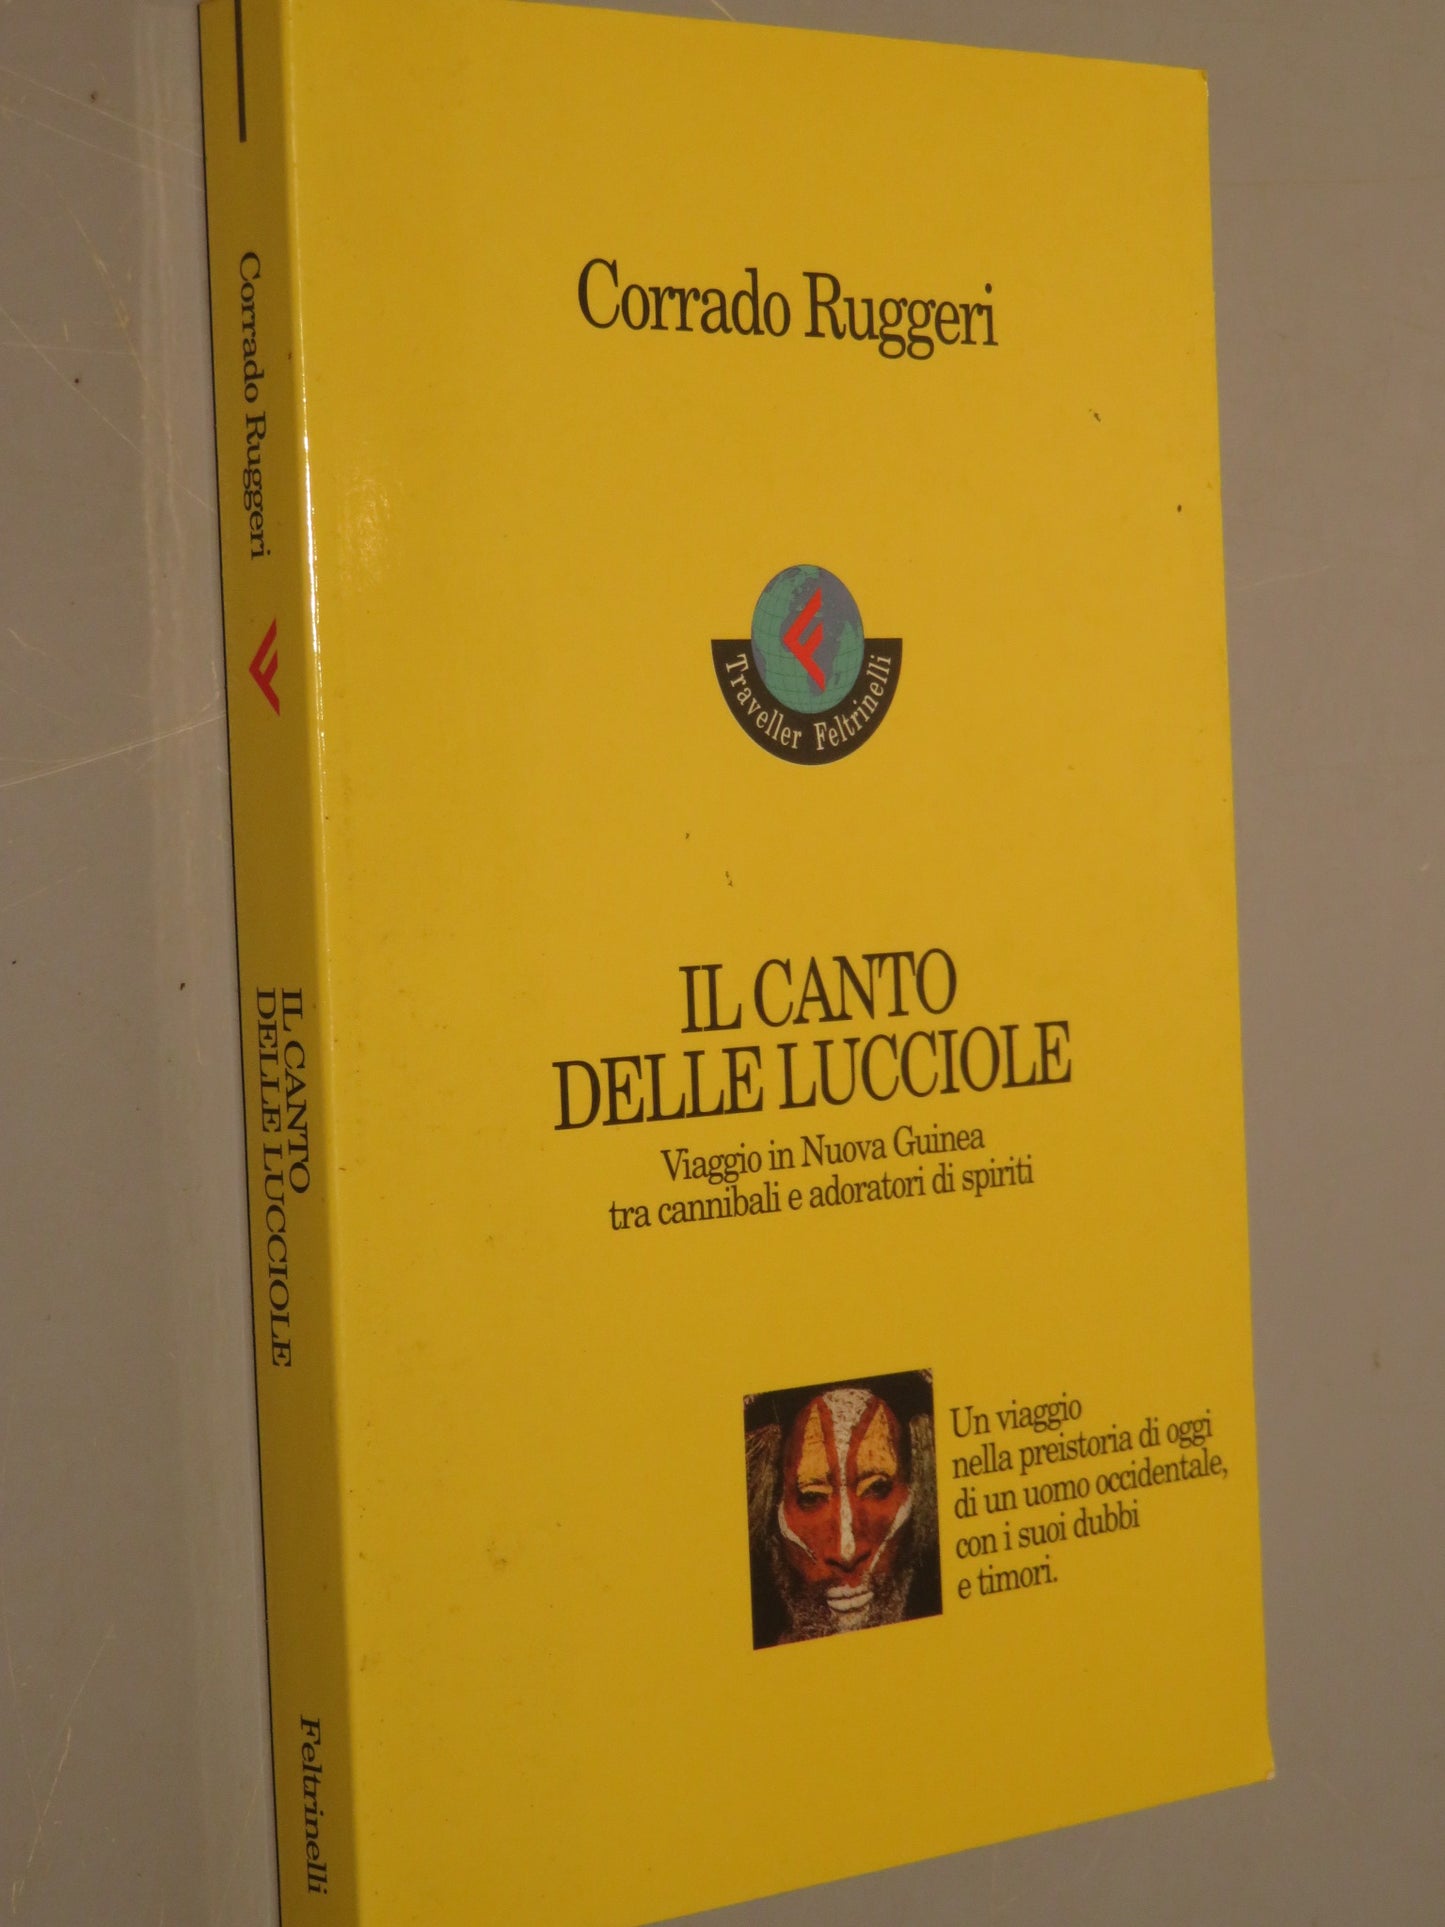 Corrado Ruggeri
Traveller Feltrinelli
IL CANTO
DELLE LUCCIOLE
Viaggio in Nuova Guinea
tra cannibali e adoratori di spiriti
Un viaggio
nella preistoria di oggi
di un uomo occidentale,
con i suoi dubbi
e timori.
Corrado Ruggeri
IL CANTO
DELLE LUCCIOLE
Feltrinelli